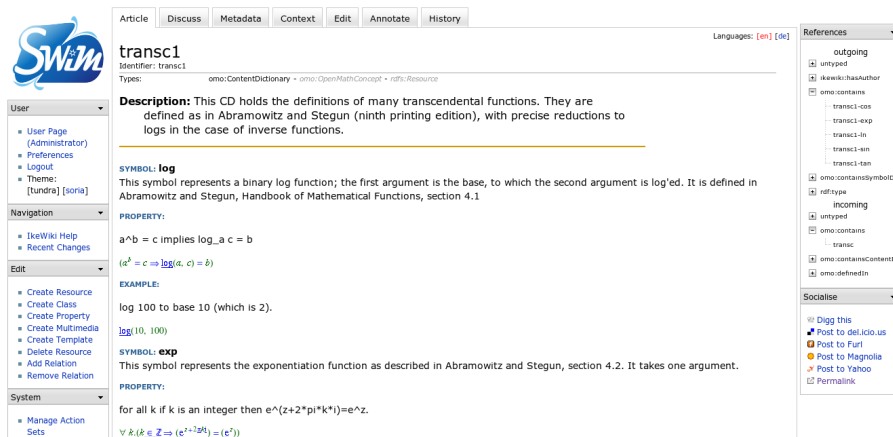 Article Discuss Metadata Context Edit Annotate History
Languages: [en] [de]
SWiM
transc1
Identifier: transc1
Types: omo:ContentDictionary • omo:OpenMathConcept • rdfs:Resource
Description: This CD holds the definitions of many transcendental functions. They are
defined as in Abramowitz and Stegun (ninth printing edition), with precise reductions to
logs in the case of inverse functions.
SYMBOL: log
This symbol represents a binary log function; the first argument is the base, to which the second argument is log'ed. It is defined in
Abramowitz and Stegun, Handbook of Mathematical Functions, section 4.1
PROPERTY:
a^b = c implies log_a c = b
(a^b = c ⇒ log(a, c) = b)
EXAMPLE:
log 100 to base 10 (which is 2).
log(10, 100)
SYMBOL: exp
This symbol represents the exponentiation function as described in Abramowitz and Stegun, section 4.2. It takes one argument.
PROPERTY:
for all k if k is an integer then e^(z+2*pi*k*i)=e^z.
∀ k.(k ∈ ℤ ⇒ (e^z+2πki) = (e^z))
User
User Page
(Administrator)
Preferences
Logout
Theme:
[tundra] [soria]
Navigation
IkeWiki Help
Recent Changes
Edit
Create Resource
Create Class
Create Property
Create Multimedia
Create Template
Delete Resource
Add Relation
Remove Relation
System
Manage Action
Sets
References
outgoing
untyped
ikewiki:hasAuthor
omo:contains
transc1-cos
transc1-exp
transc1-ln
transc1-sin
transc1-tan
omo:containsSymbolD
rdf:type
incoming
untyped
omo:contains
transc
omo:containsContentD
omo:definedIn
Socialise
Digg this
Post to del.icio.us
Post to Furl
Post to Magnolia
Post to Yahoo
Permalink